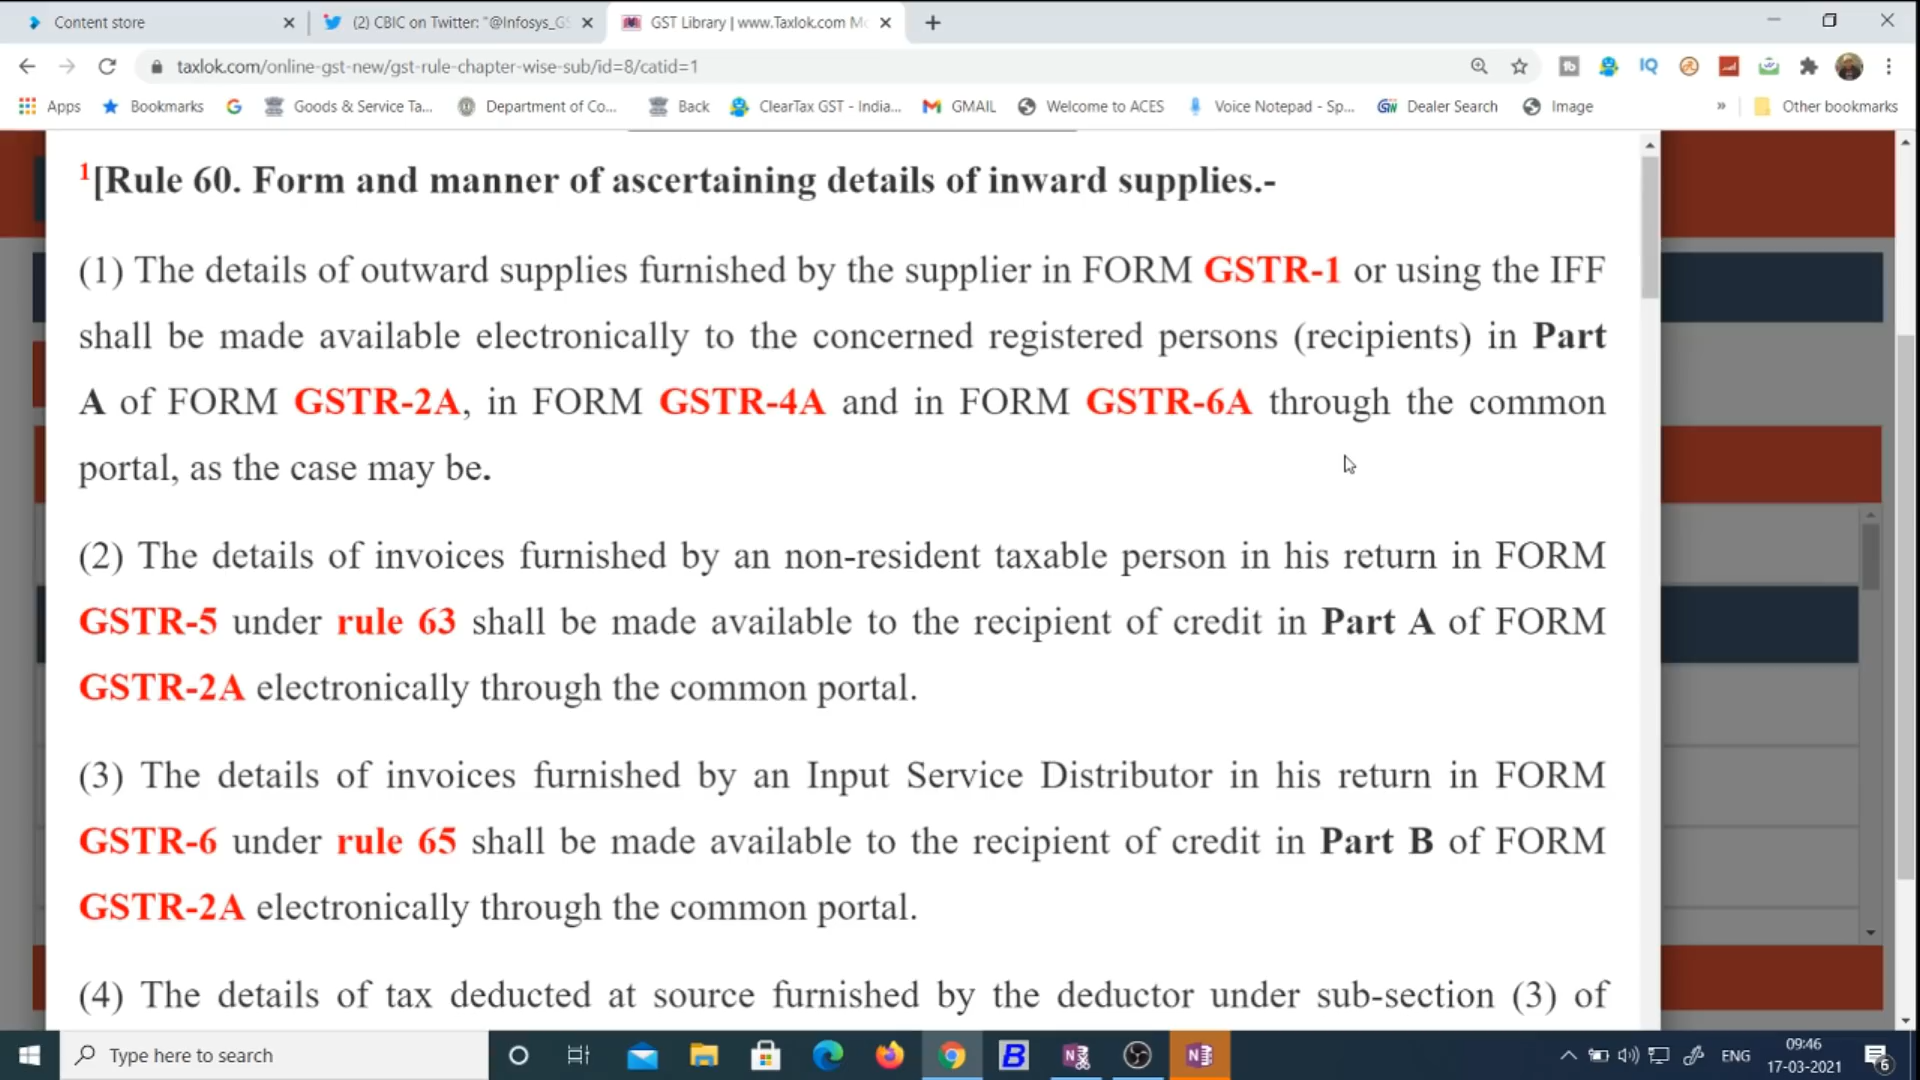 Content store
(2) CBIC on Twitter: "@Infosys_GS
GST Library | www.Taxlok.com Mo
taxlok.com/online-gst-new/gst-rule-chapter-wise-sub/id=8/catid=1
Apps Bookmarks Goods & Service Ta... Department of Co... Back ClearTax GST - India... GMAIL Welcome to ACES Voice Notepad - Sp... Dealer Search Image » Other bookmarks
1[Rule 60. Form and manner of ascertaining details of inward supplies.-
(1) The details of outward supplies furnished by the supplier in FORM GSTR-1 or using the IFF
shall be made available electronically to the concerned registered persons (recipients) in Part
A of FORM GSTR-2A, in FORM GSTR-4A and in FORM GSTR-6A through the common
portal, as the case may be.
(2) The details of invoices furnished by an non-resident taxable person in his return in FORM
GSTR-5 under rule 63 shall be made available to the recipient of credit in Part A of FORM
GSTR-2A electronically through the common portal.
(3) The details of invoices furnished by an Input Service Distributor in his return in FORM
GSTR-6 under rule 65 shall be made available to the recipient of credit in Part B of FORM
GSTR-2A electronically through the common portal.
(4) The details of tax deducted at source furnished by the deductor under sub-section (3) of
Type here to search
ENG
09:46
17-03-2021
6